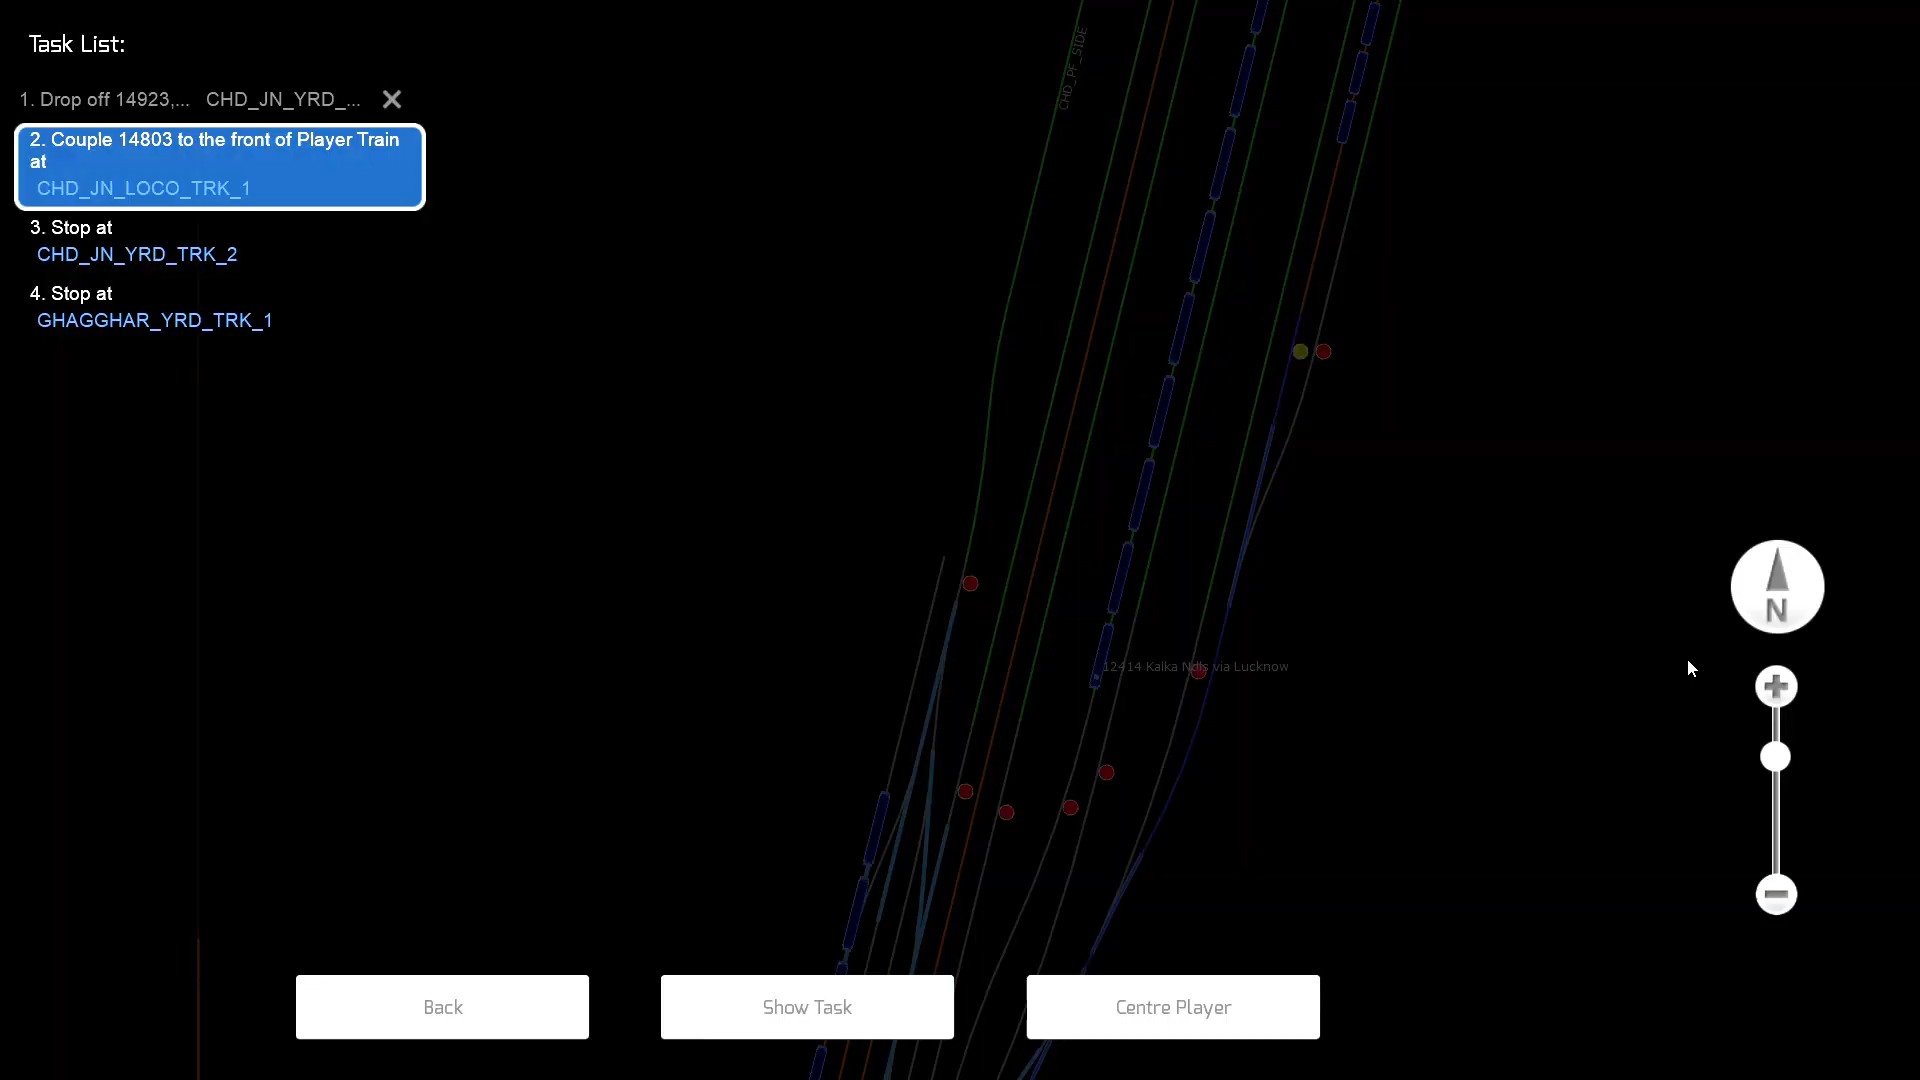 Task List:
1. Drop off 14923,... CHD_JN_YRD_...
2. Couple 14803 to the front of Player Train
at
CHD_JN_LOCO_TRK_1
3. Stop at
CHD_JN_YRD_TRK_2
4. Stop at
GHAGGHAR_YRD_TRK_1
CHD_PF_SIDE
12414 Kalka Ndls via Lucknow
N
Back
Show Task
Centre Player